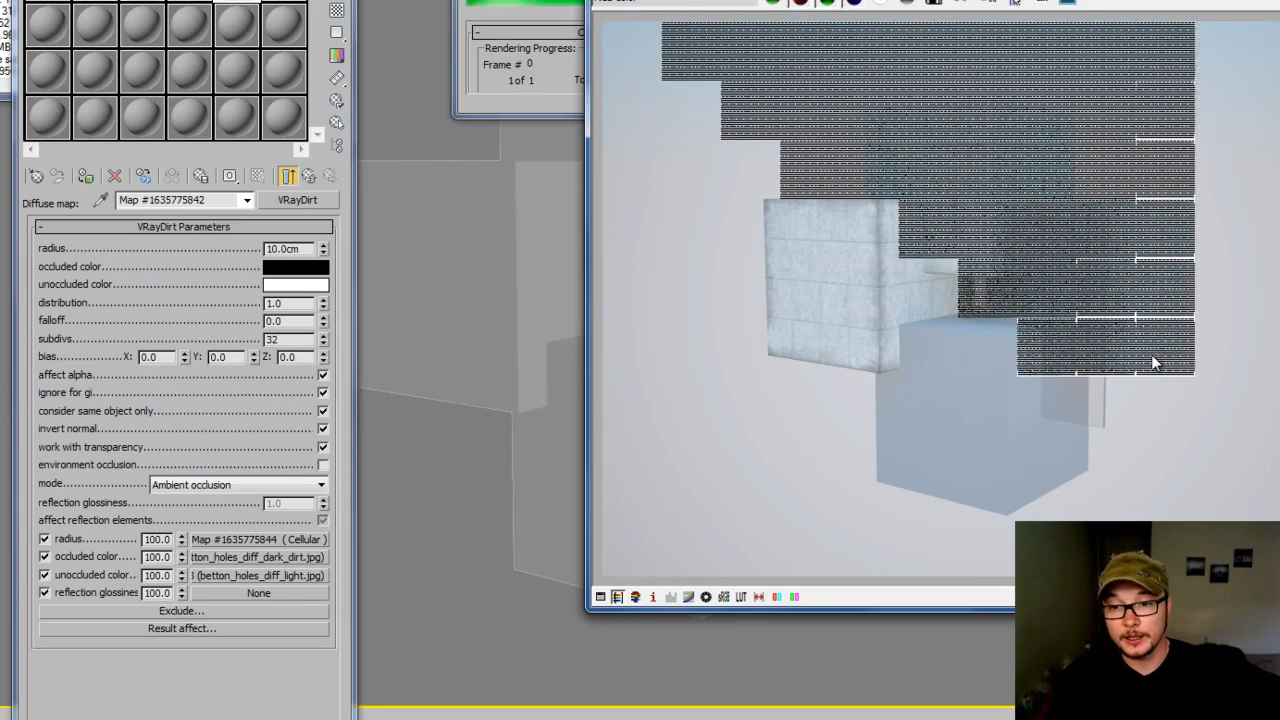 Rendering Progress:
Frame # 0
1 of 1
Diffuse map:
Map #1635775842
VRayDirt
- VRayDirt Parameters
radius
10.0cm
occluded color
unoccluded color
distribution
1.0
falloff
0.0
subdivs
32
bias
X: 0.0
Y: 0.0
Z: 0.0
affect alpha
ignore for gi
consider same object only
invert normal
work with transparency
environment occlusion
mode
Ambient occlusion
reflection glossiness
1.0
affect reflection elements
radius
100.0
Map #1635775844 ( Cellular )
occluded color
100.0
tton_holes_diff_dark_dirt.jpg)
unoccluded color
100.0
(betton_holes_diff_light.jpg)
reflection glossines
100.0
None
Exclude...
Result affect...
LUT